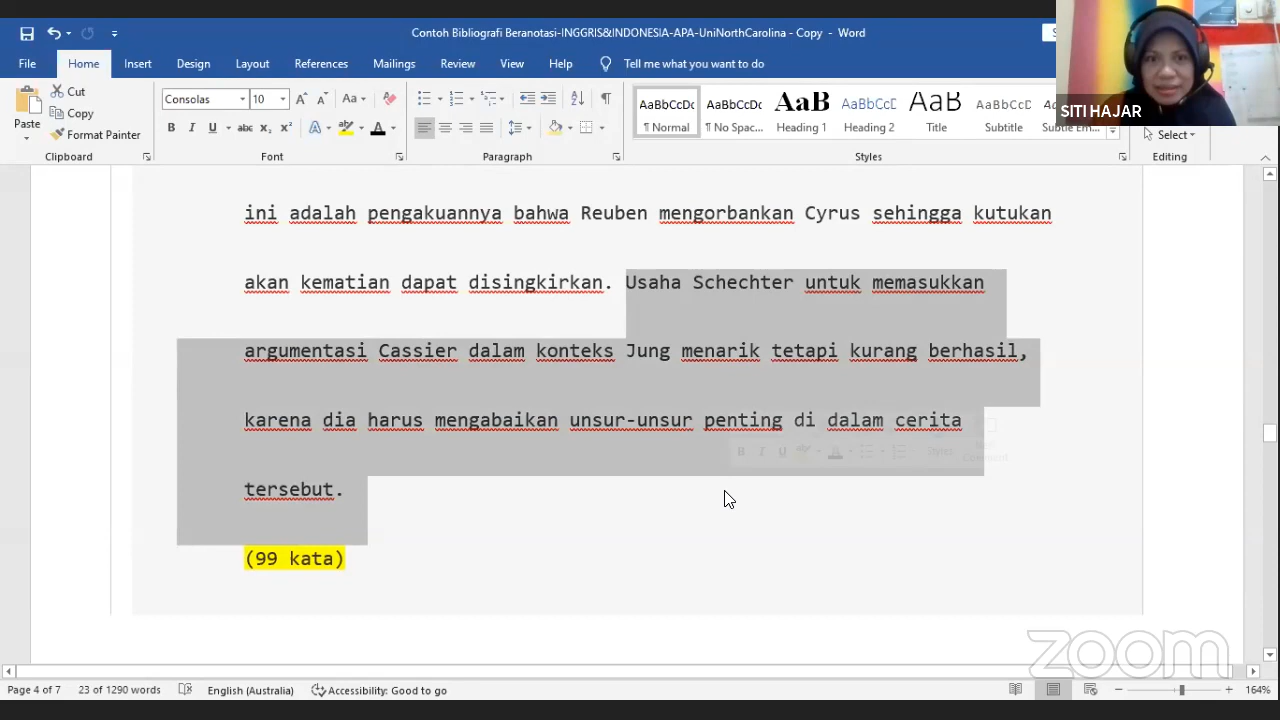 Contoh Bibliografi Beranotasi-INGGRIS&INDONESIA-APA-UniNorthCarolina - Copy - Word
File Home Insert Design Layout References Mailings Review View Help Tell me what you want to do
SITI HAJAR
Paste
Cut
Copy
Format Painter
Clipboard
Consolas 10
Font
Paragraph
AaBbCcDc AaBbCcDc AaB AaBbCcC AaB AaBbCcD
¶ Normal ¶ No Spac... Heading 1 Heading 2 Title Subtitle Subtle Em...
Styles
Select
Editing
ini adalah pengakuannya bahwa Reuben mengorbankan Cyrus sehingga kutukan
akan kematian dapat disingkirkan. Usaha Schechter untuk memasukkan
argumentasi Cassier dalam konteks Jung menarik tetapi kurang berhasil,
karena dia harus mengabaikan unsur-unsur penting di dalam cerita
tersebut.
(99 kata)
zoom
Page 4 of 7 23 of 1290 words English (Australia) Accessibility: Good to go 164%